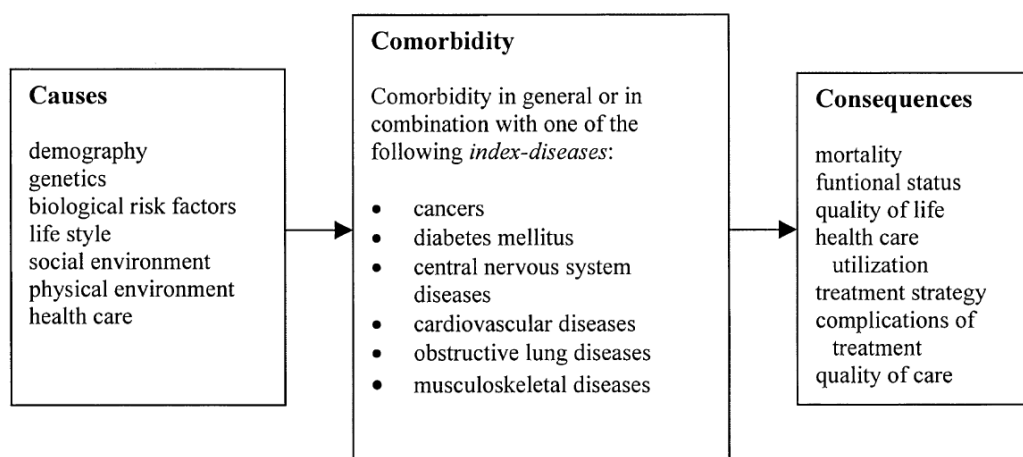 Causes
demography
genetics
biological risk factors
life style
social environment
physical environment
health care
Comorbidity
Comorbidity in general or in
combination with one of the
following index-diseases:
• cancers
• diabetes mellitus
• central nervous system
diseases
• cardiovascular diseases
• obstructive lung diseases
• musculoskeletal diseases
Consequences
mortality
funtional status
quality of life
health care
utilization
treatment strategy
complications of
treatment
quality of care